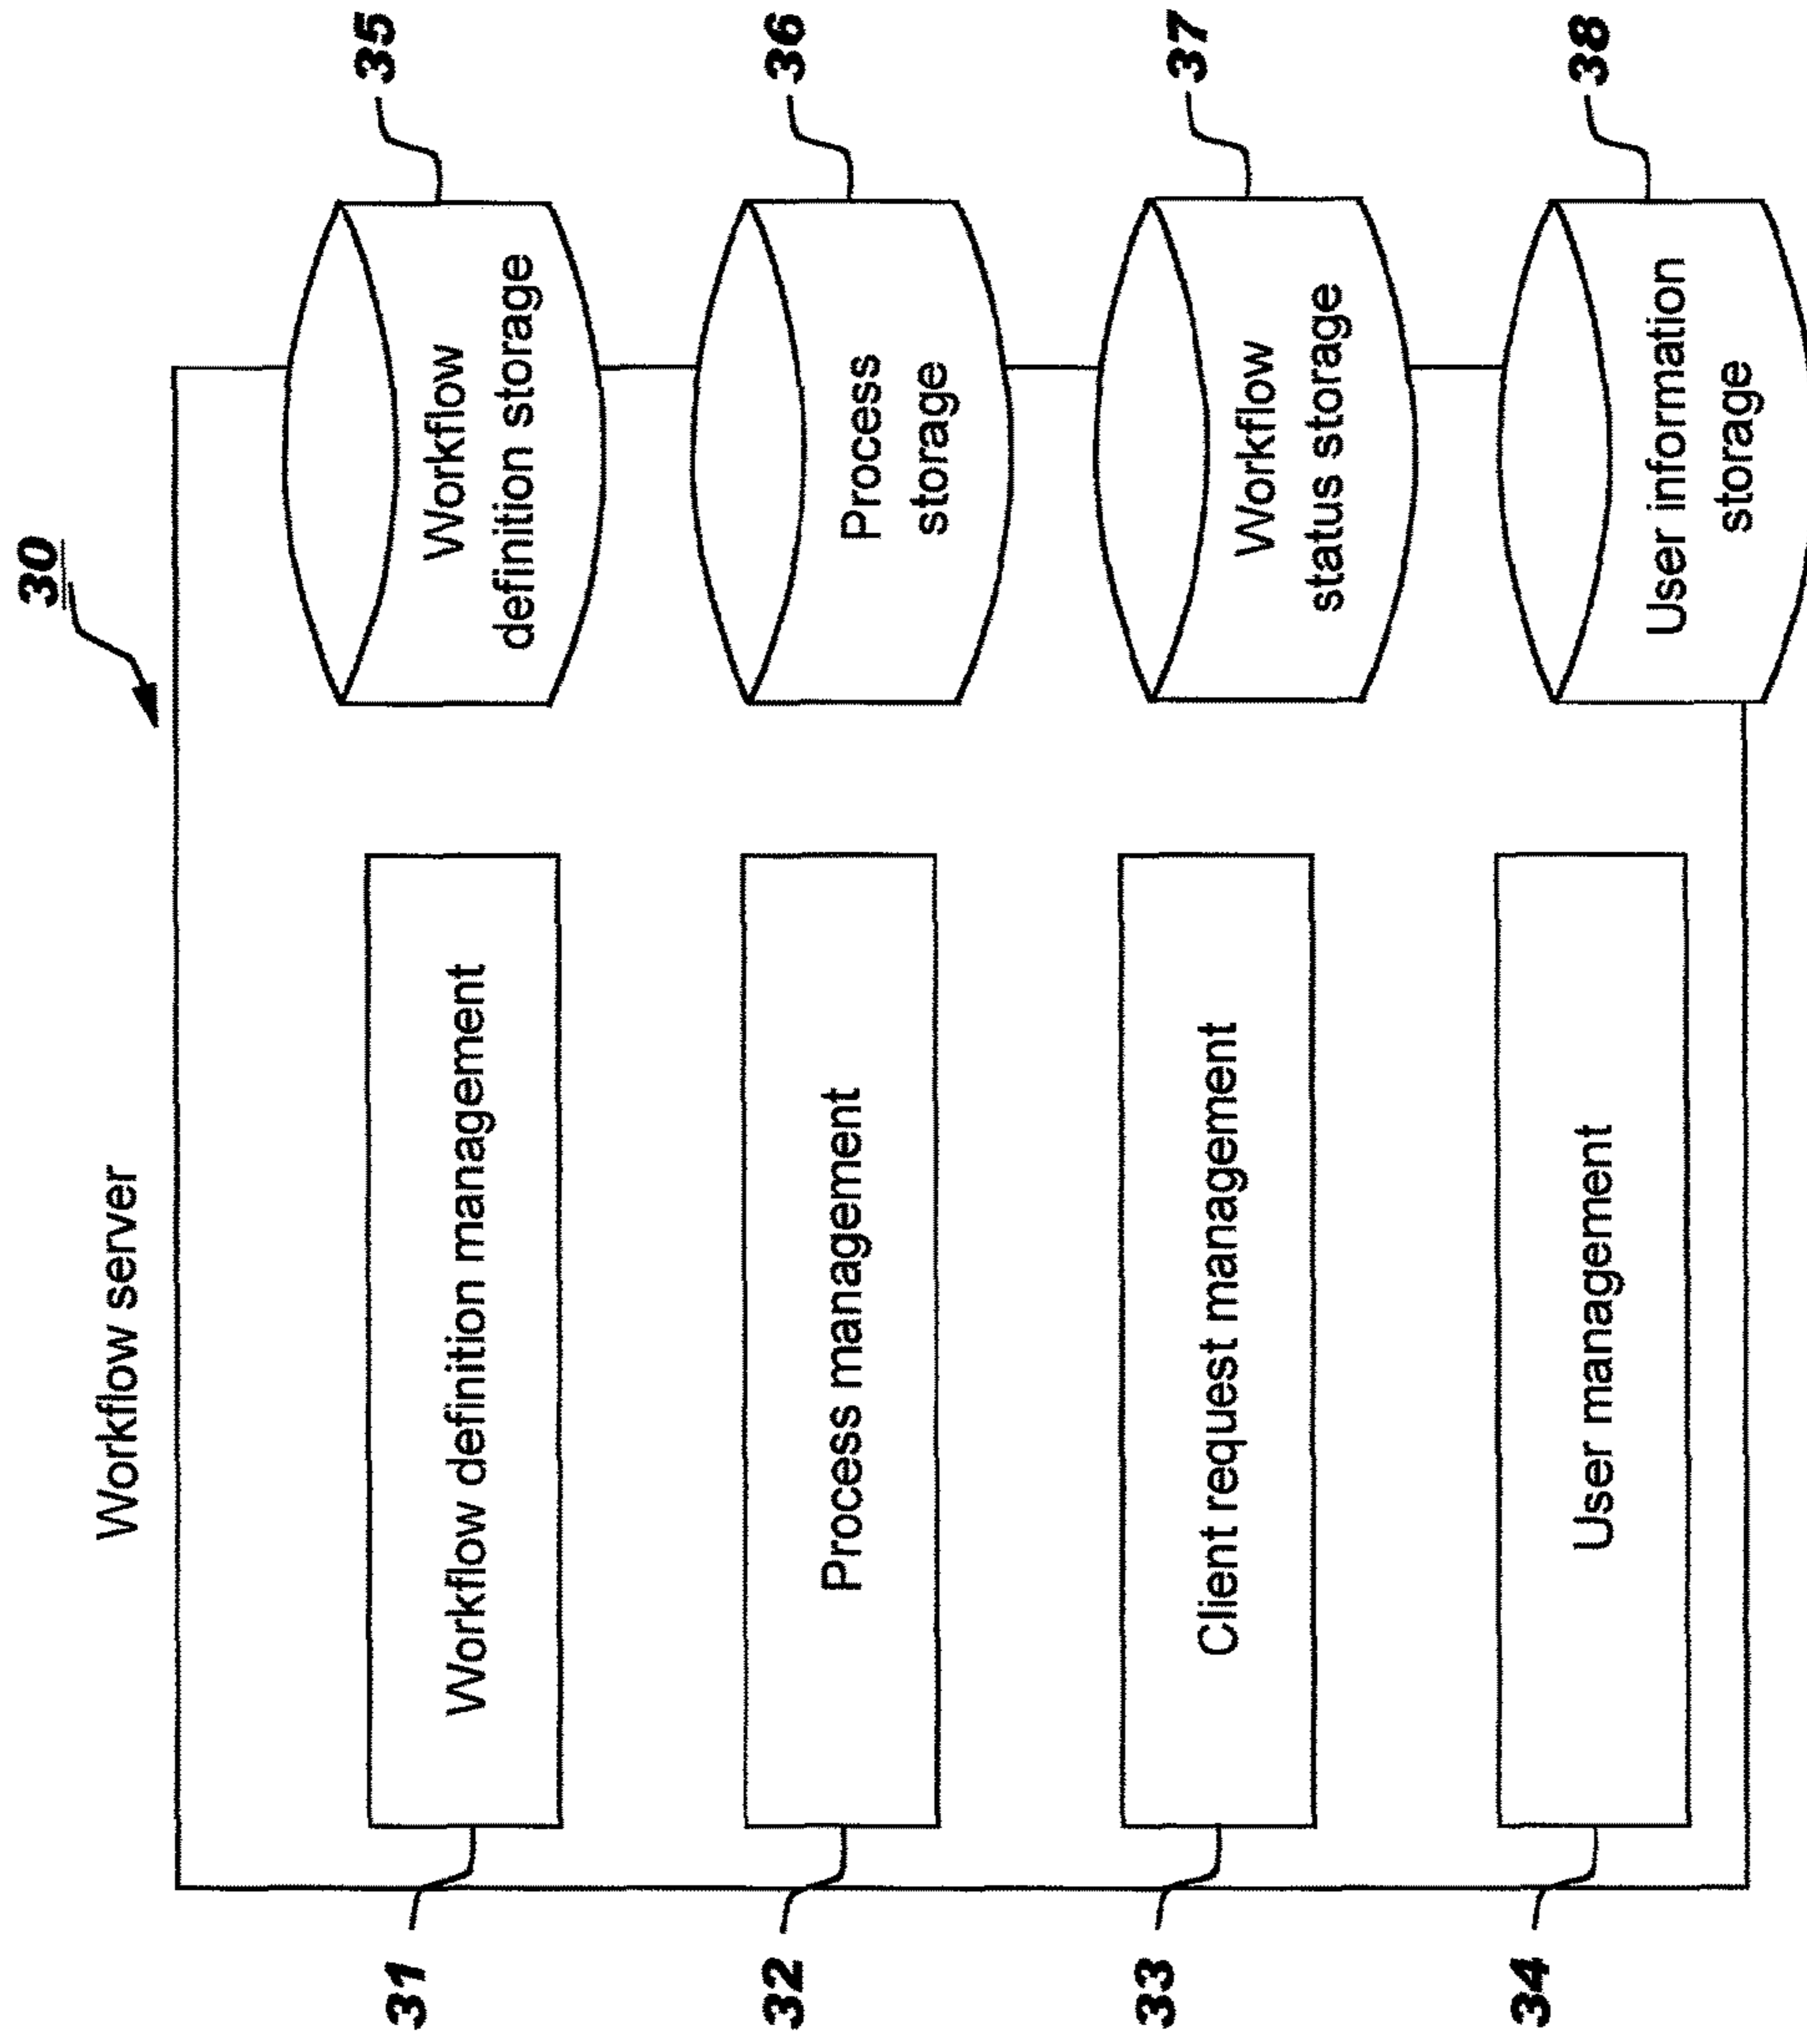 30
Workflow server
31
Workflow definition management
Workflow
definition storage
35
32
Process management
Process
storage
36
33
Client request management
Workflow
status storage
37
34
User management
User information
storage
38